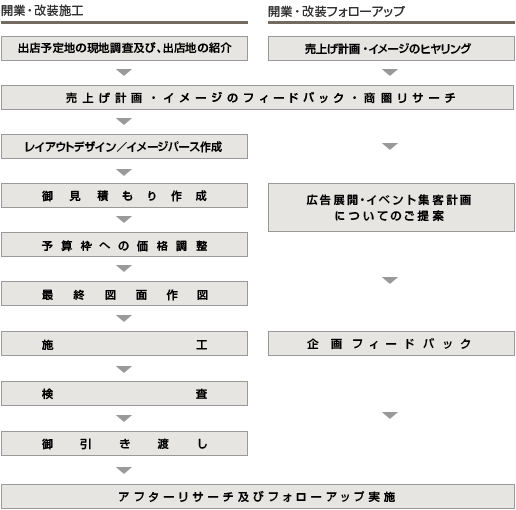 開業・改装施工
開業・改装フォローアップ
出店予定地の現地調査及び、出店地の紹介
売上げ計画・イメージのヒヤリング
売上げ計画・イメージのフィードバック・商圏リサーチ
レイアウトデザイン／イメージパース作成
御見積もり作成
広告展開・イベント集客計画
についてのご提案
予算枠への価格調整
最終図面作図
施工
企画フィードバック
検査
御引き渡し
アフターリサーチ及びフォローアップ実施